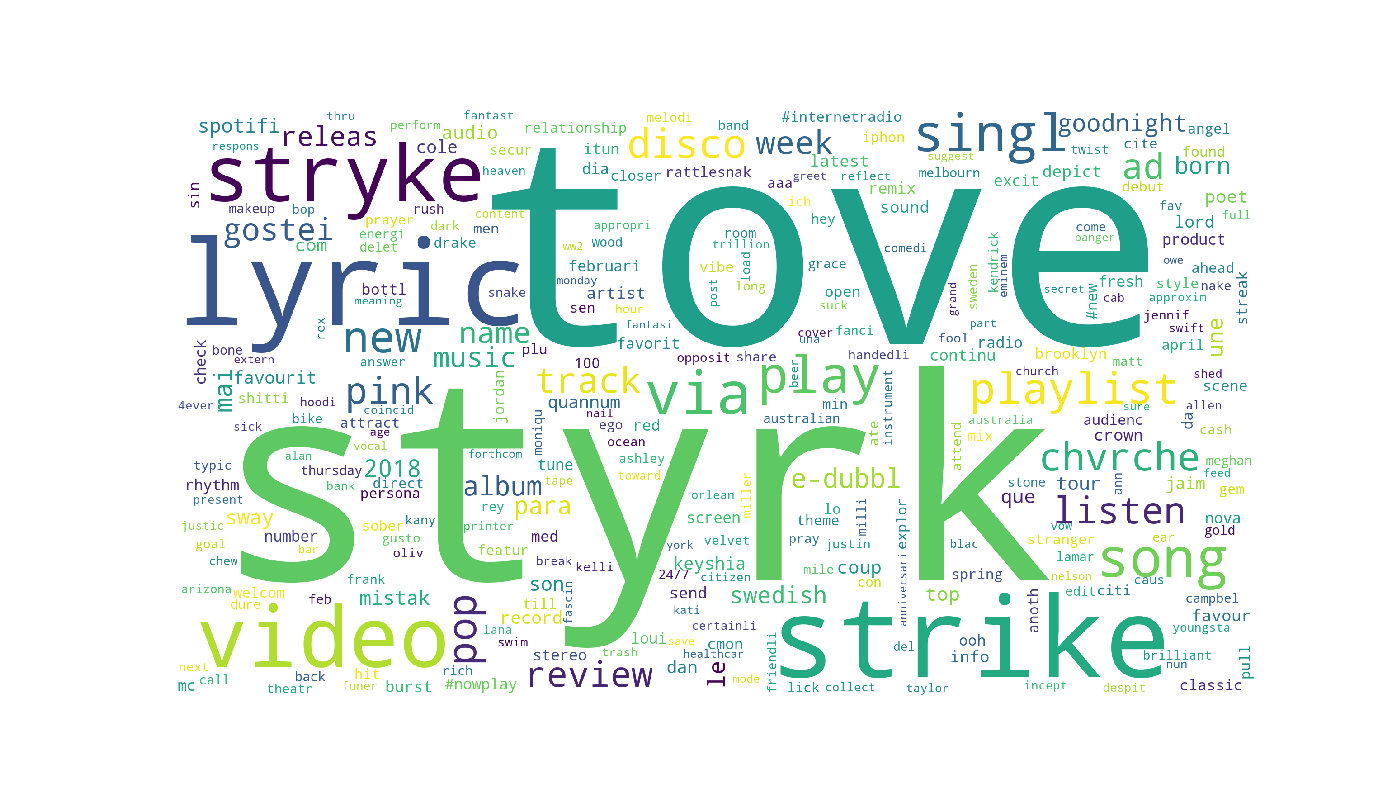 thru
fantast
melodi
#internetradio
spotifi
releas
perform
audio
relationship
band
iphon
singl
goodnight
angel
respons
cole
secur
itun
disco
week
latest
suggest
twist
cite
found
stryke
heaven
dia
closer
rattlesnak
aaa
greet
reflect
melbourn
excit
depict
ad
born
sin
tove
remix
debut
makeup
bop
rush
content
sound
ich
fav
poet
full
gostei
prayer
dark
men
appropri
room
hey
lord
com
energi
delet
drake
ww2
wood
trillion
comedi
come
banger
product
lyric
februari
vibe
load
grace
kendrick
eminem
owe
ahead
bottl
meaning
snake
monday
artist
post
long
open
sweden
secret
#new
fresh
style
nake
streak
sen
hour
suck
grand
cab
approxim
rex
new
name
fantasi
favorit
cover
una
fanci
fool
part
radio
jennif
swift
april
une
check
bone
extern
answer
music
plu
100
opposit
share
handedli
continu
brooklyn
matt
mal
favourit
pink
track
via
play
beer
church
playlist
shed
scene
4ever
shitti
hoodi
coincid
jordan
quannum
min
instrument
sure
allen
sick
bike
attract
moniqu
nail
ego
red
australian
ate
australia
audienc
da
cash
age
vocal
styrk
ocean
attend
mix
crown
alan
forthcom
chvrche
typic
thursday
2018
direct
tune
ashley
meghan
feed
rhythm
bank
persona
album
tape
toward
e-dubbl
stone
tour
ann
jaim
gem
present
rey
para
orlean
miller
que
listen
justic
sway
sober
kany
printer
screen
lo
theme
milli
explor
vow
nova
gold
goal
number
gusto
featur
med
york
velvet
pray
justin
blac
stranger
ear
chew
bar
oliv
break
kelli
keyshia
mile
coup
lamar
song
arizona
frank
son
24/7
citizen
con
anniversari
spring
nelson
caus
welcom
dure
feb
mistak
till
fascin
send
swedish
top
edit
citi
campbel
video
pop
lana
swim
record
kati
certainli
strike
anoth
favour
loui
save
cmon
del
ooh
info
youngsta
next
back
hit
rich
stereo
trash
healthcar
friendli
brilliant
nun
pull
mc
call
theatr
funer
burst
#nowplay
review
dan
le
mode
lick
collect
taylor
incept
despit
classic